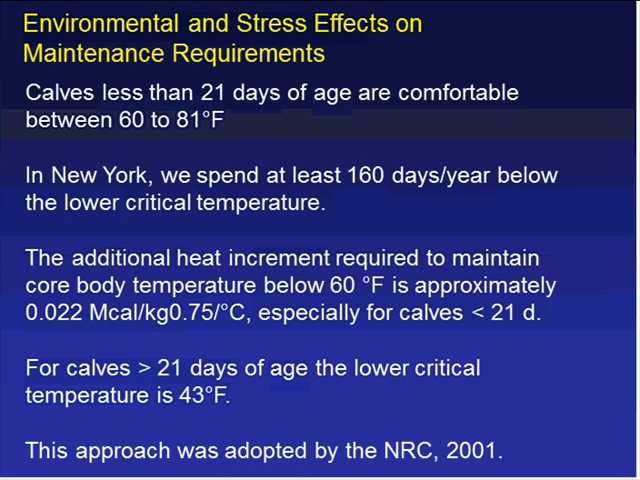 Environmental and Stress Effects on
Maintenance Requirements
Calves less than 21 days of age are comfortable
between 60 to 81°F
In New York, we spend at least 160 days/year below
the lower critical temperature.
The additional heat increment required to maintain
core body temperature below 60 °F is approximately
0.022 Mcal/kg0.75/°C, especially for calves < 21 d.
For calves > 21 days of age the lower critical
temperature is 43°F.
This approach was adopted by the NRC, 2001.